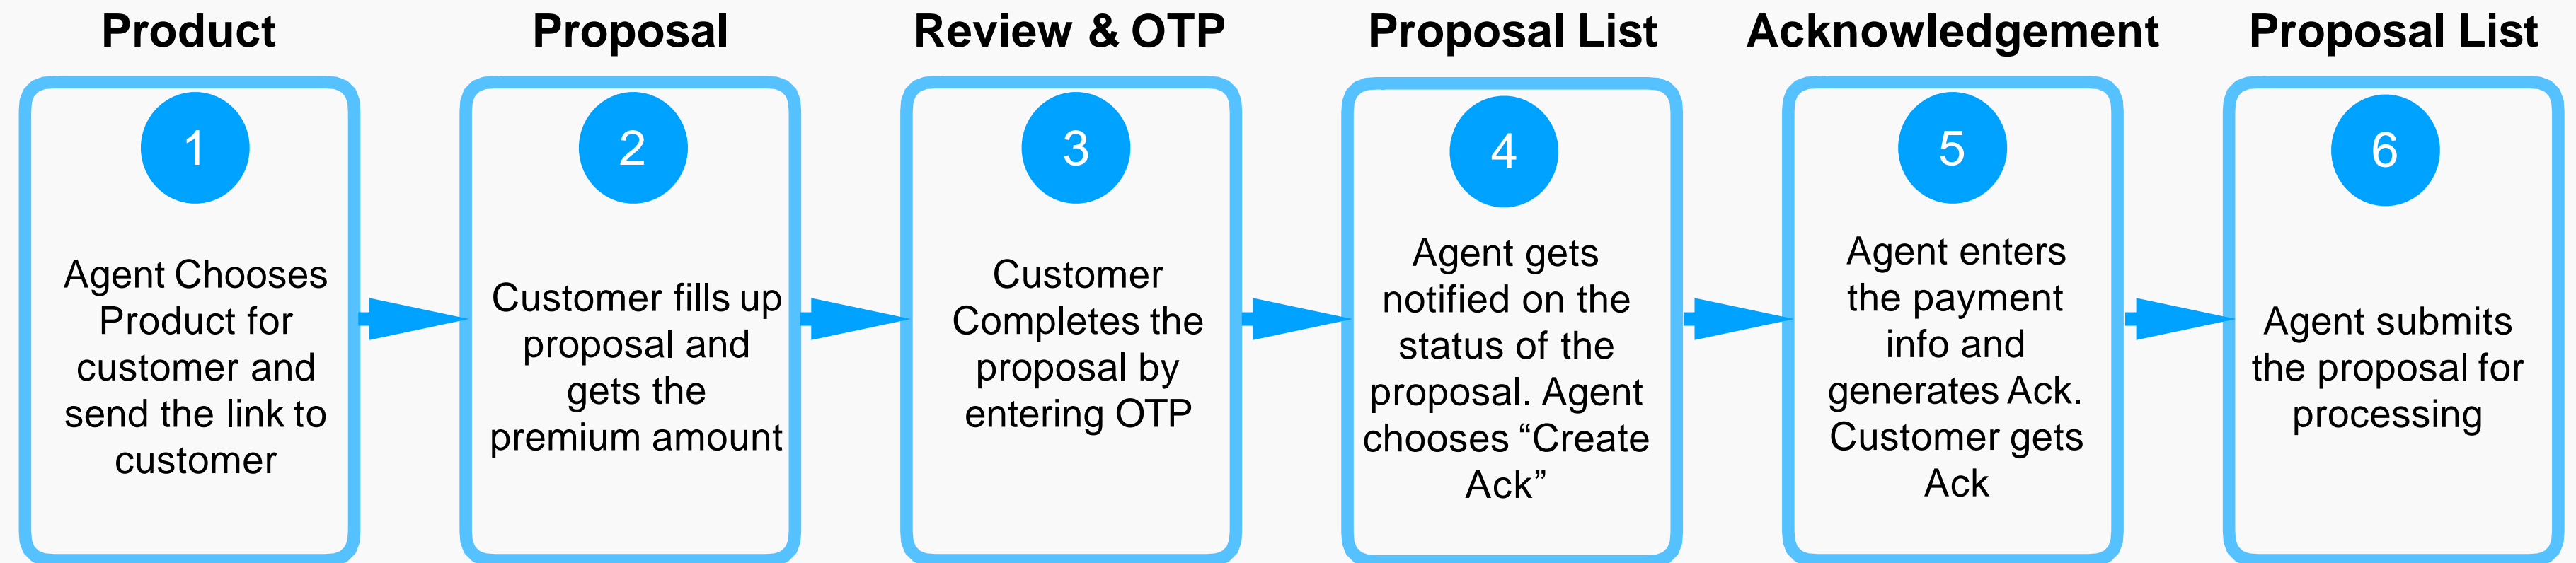 Product
1
Agent Chooses
Product for
customer and
send the link to
customer
Proposal
2
Customer fills up
proposal and
gets the
premium amount
Review & OTP
3
Customer
Completes the
proposal by
entering OTP
Proposal List
4
Agent gets
notified on the
status of the
proposal. Agent
chooses “Create
Ack”
Acknowledgement
5
Agent enters
the payment
info and
generates Ack.
Customer gets
Ack
Proposal List
6
Agent submits
the proposal for
processing